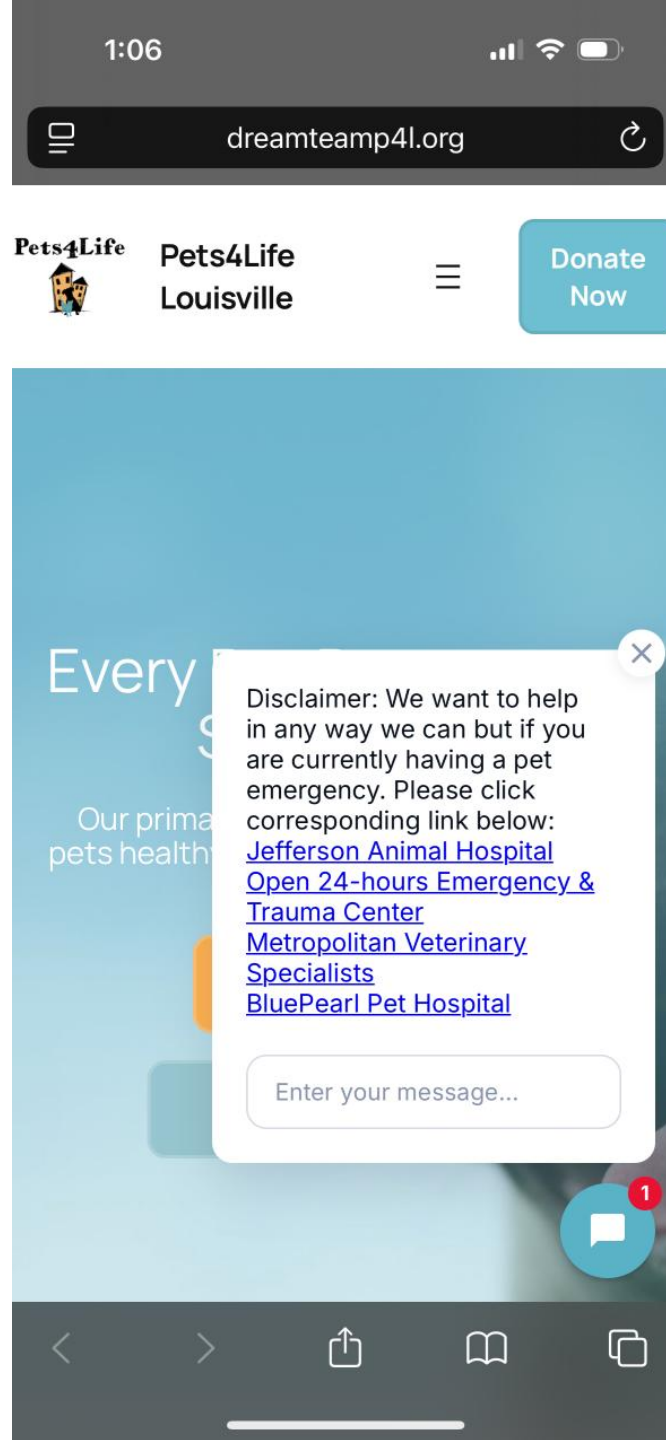 1:06
dreamteamp4l.org
Pets4Life
Pets4Life
Louisville
Donate
Now
Every
Our prima
pets health
Disclaimer: We want to help
in any way we can but if you
are currently having a pet
emergency. Please click
corresponding link below:
Jefferson Animal Hospital
Open 24-hours Emergency &
Trauma Center
Metropolitan Veterinary
Specialists
BluePearl Pet Hospital
Enter your message...
1